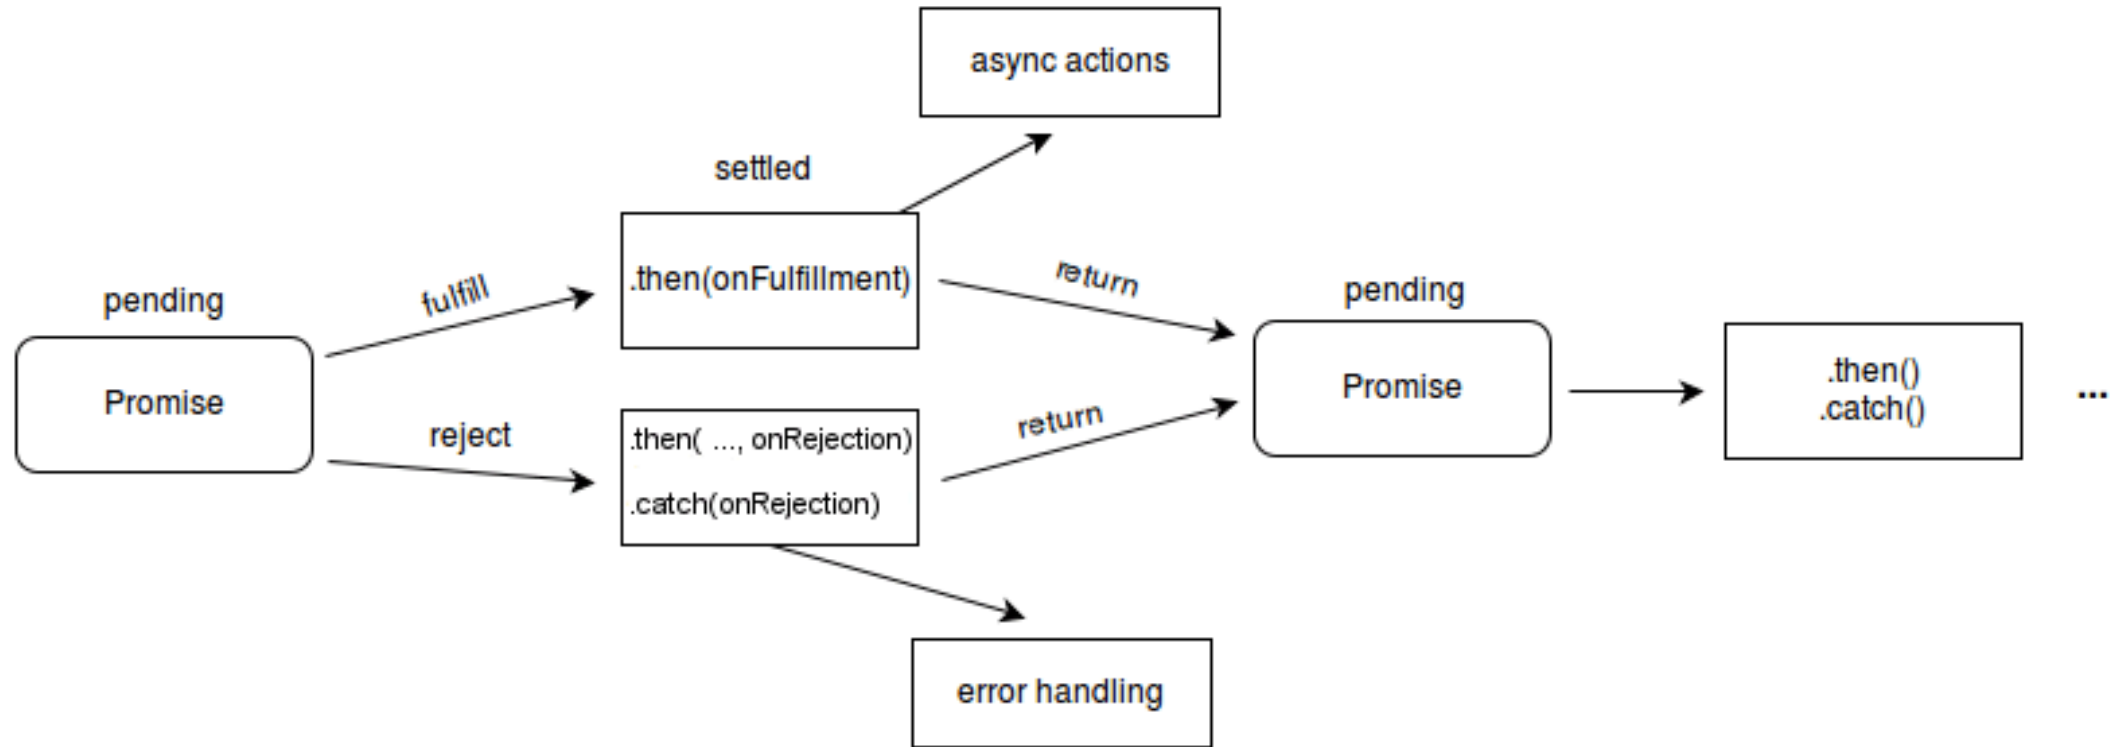 async actions
settled
.then(onFulfillment)
fulfill
return
pending
pending
Promise
Promise
.then()
.catch()
...
reject
.then( ..., onRejection)
.catch(onRejection)
return
error handling